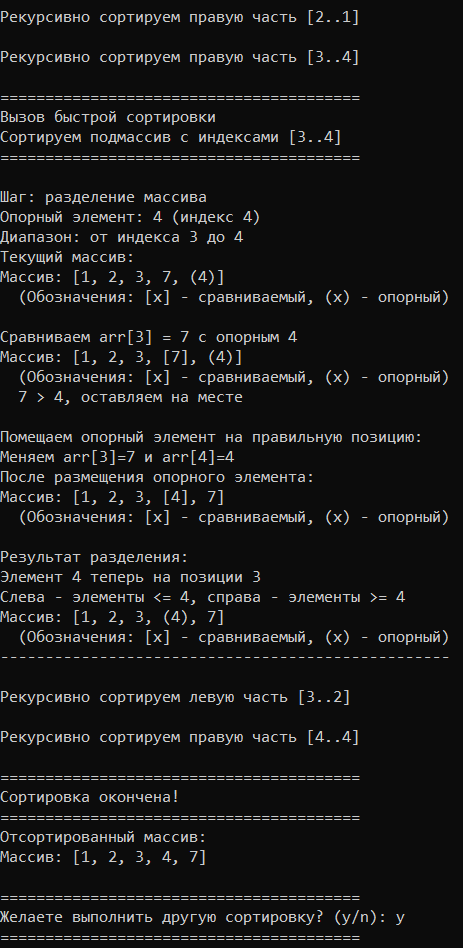 Рекурсивно сортируем правую часть [2..1]
Рекурсивно сортируем правую часть [3..4]
========================================
Вызов быстрой сортировки
Сортируем подмассив с индексами [3..4]
========================================
Шаг: разделение массива
Опорный элемент: 4 (индекс 4)
Диапазон: от индекса 3 до 4
Текущий массив:
Массив: [1, 2, 3, 7, (4)]
  (Обозначения: [x] - сравниваемый, (x) - опорный)
Сравниваем arr[3] = 7 с опорным 4
Массив: [1, 2, 3, [7], (4)]
  (Обозначения: [x] - сравниваемый, (x) - опорный)
  7 > 4, оставляем на месте
Помещаем опорный элемент на правильную позицию:
Меняем arr[3]=7 и arr[4]=4
После размещения опорного элемента:
Массив: [1, 2, 3, [4], 7]
  (Обозначения: [x] - сравниваемый, (x) - опорный)
Результат разделения:
Элемент 4 теперь на позиции 3
Слева - элементы <= 4, справа - элементы >= 4
Массив: [1, 2, 3, (4), 7]
  (Обозначения: [x] - сравниваемый, (x) - опорный)
--------------------------------------------------
Рекурсивно сортируем левую часть [3..2]
Рекурсивно сортируем правую часть [4..4]
========================================
Сортировка окончена!
========================================
Отсортированный массив:
Массив: [1, 2, 3, 4, 7]
========================================
Желаете выполнить другую сортировку? (y/n): y
========================================